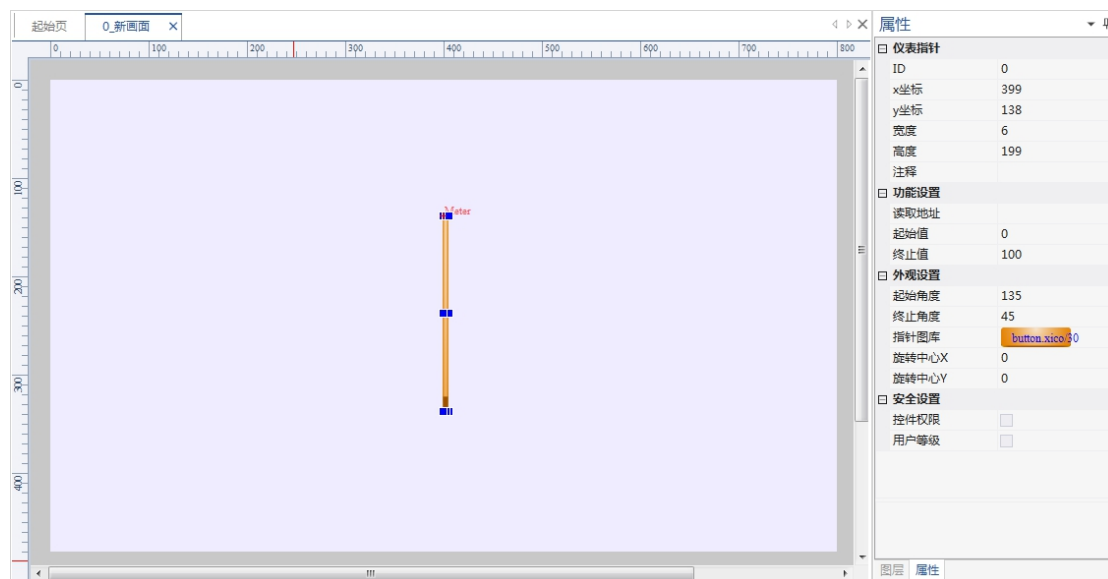 起始页
0_新画面
0
100
200
300
400
500
600
700
800
0
100
200
300
400
Meter
属性
仪表指针
ID 0
x坐标 399
y坐标 138
宽度 6
高度 199
注释
功能设置
读取地址
起始值 0
终止值 100
外观设置
起始角度 135
终止角度 45
指针图库 button.xico/30
旋转中心X 0
旋转中心Y 0
安全设置
控件权限
用户等级
图层 属性